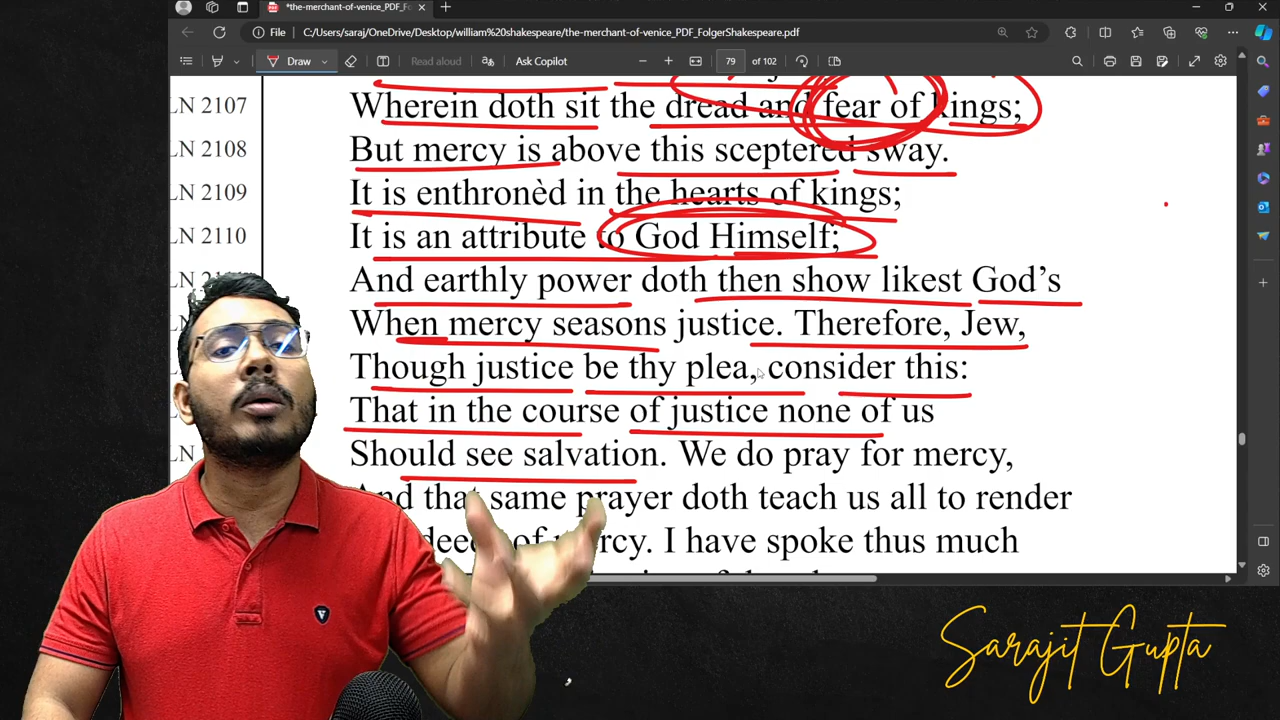 *the-merchant-of-venice_PDF_F
File C:/Users/saraj/OneDrive/Desktop/william%20shakespeare/the-merchant-of-venice_PDF_FolgerShakespeare.pdf
Draw Read aloud Ask Copilot 79 of 102
LN 2107 Wherein doth sit the dread and fear of kings;
LN 2108 But mercy is above this sceptered sway.
LN 2109 It is enthronèd in the hearts of kings;
LN 2110 It is an attribute to God Himself;
And earthly power doth then show likest God’s
When mercy seasons justice. Therefore, Jew,
Though justice be thy plea, consider this:
That in the course of justice none of us
Should see salvation. We do pray for mercy,
And that same prayer doth teach us all to render
of mercy. I have spoke thus much
Sarajit Gupta